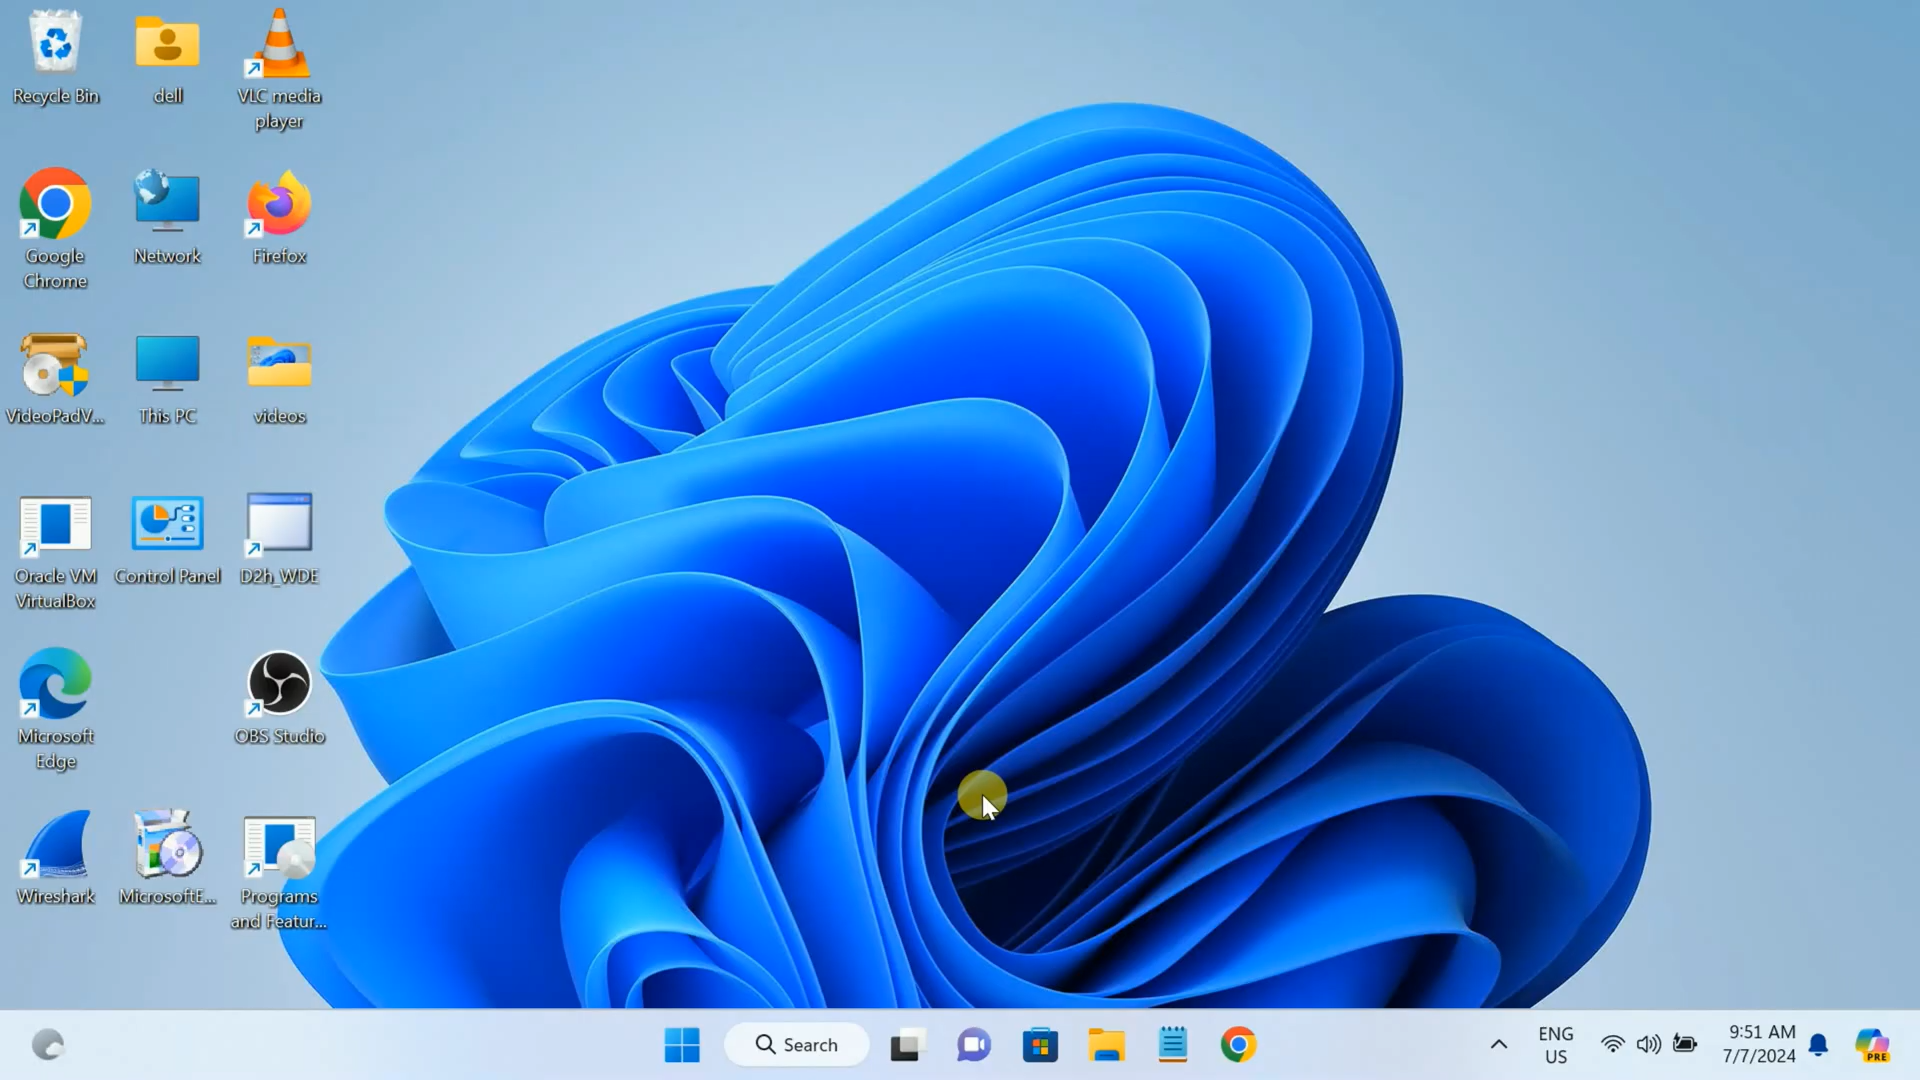 Recycle Bin
dell
VLC media
player
Google
Chrome
Network
Firefox
VideoPadV...
This PC
videos
Oracle VM
VirtualBox
Control Panel
D2h_WDE
Microsoft
Edge
OBS Studio
Wireshark
MicrosoftE...
Programs
and Featur...
Search
ENG
US
9:51 AM
7/7/2024
PRE